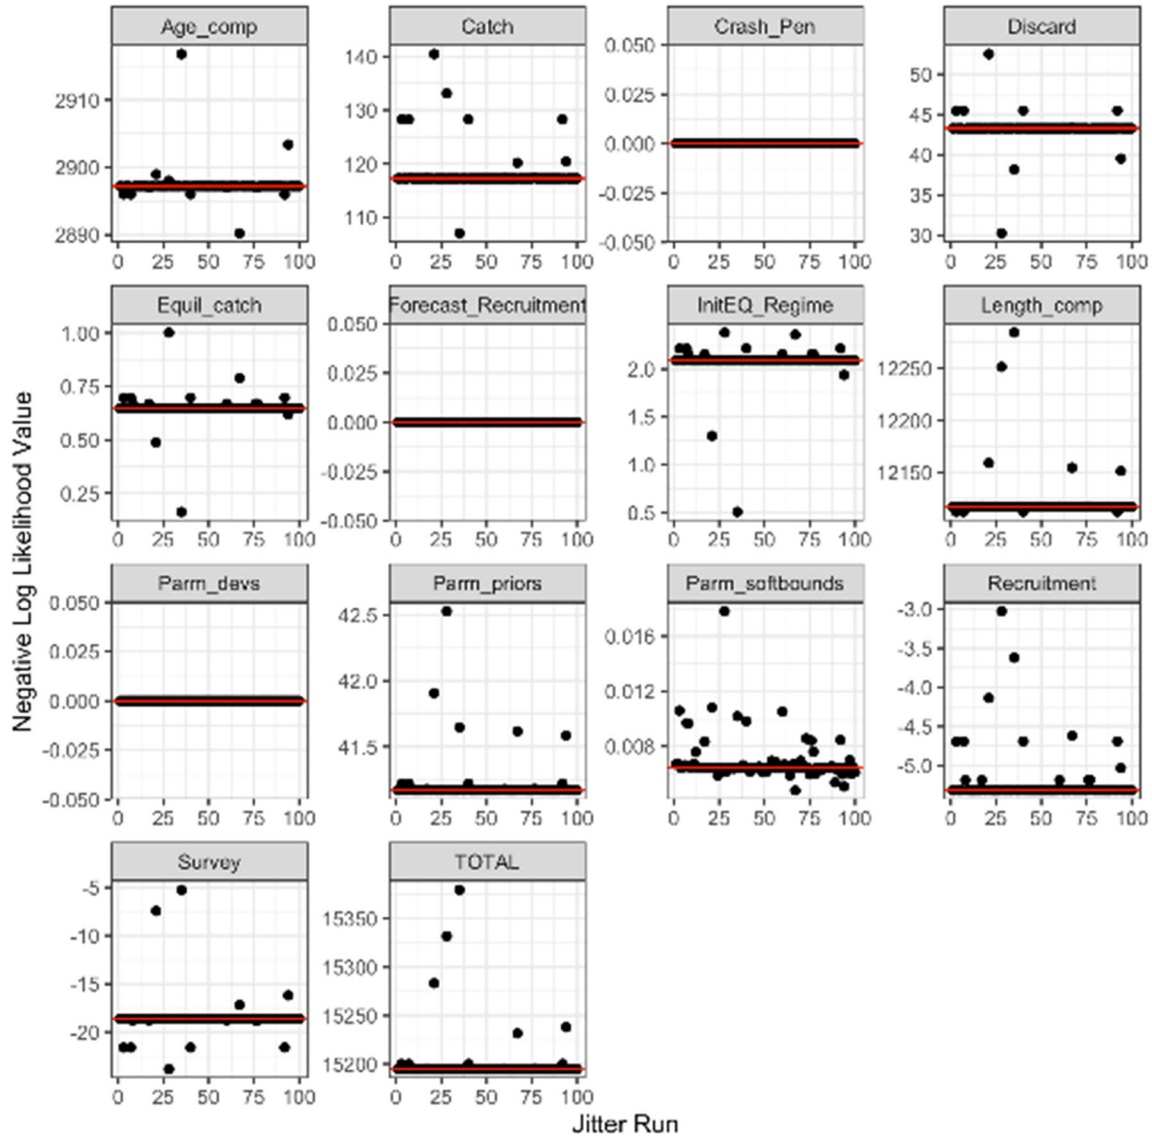 Age_comp Catch Crash_Pen Discard
2910 2900 2890
140 130 120 110
0.050 0.025 0.000 -0.025 -0.050
50 45 40 35 30
0 25 50 75 100 0 25 50 75 100 0 25 50 75 100 0 25 50 75 100
Equil_catch Forecast_Recruitment InitEQ_Regime Length_comp
1.00 0.75 0.50 0.25
0.050 0.025 0.000 -0.025 -0.050
2.0 1.5 1.0 0.5
12250 12200 12150
0 25 50 75 100 0 25 50 75 100 0 25 50 75 100 0 25 50 75 100
Negative Log Likelihood Value
Parm_devs Parm_priors Parm_softbounds Recruitment
0.050 0.025 0.000 -0.025 -0.050
42.5 42.0 41.5
0.016 0.012 0.008
-3.0 -3.5 -4.0 -4.5 -5.0
0 25 50 75 100 0 25 50 75 100 0 25 50 75 100 0 25 50 75 100
Survey TOTAL
-5 -10 -15 -20
15350 15300 15250 15200
0 25 50 75 100 0 25 50 75 100
Jitter Run